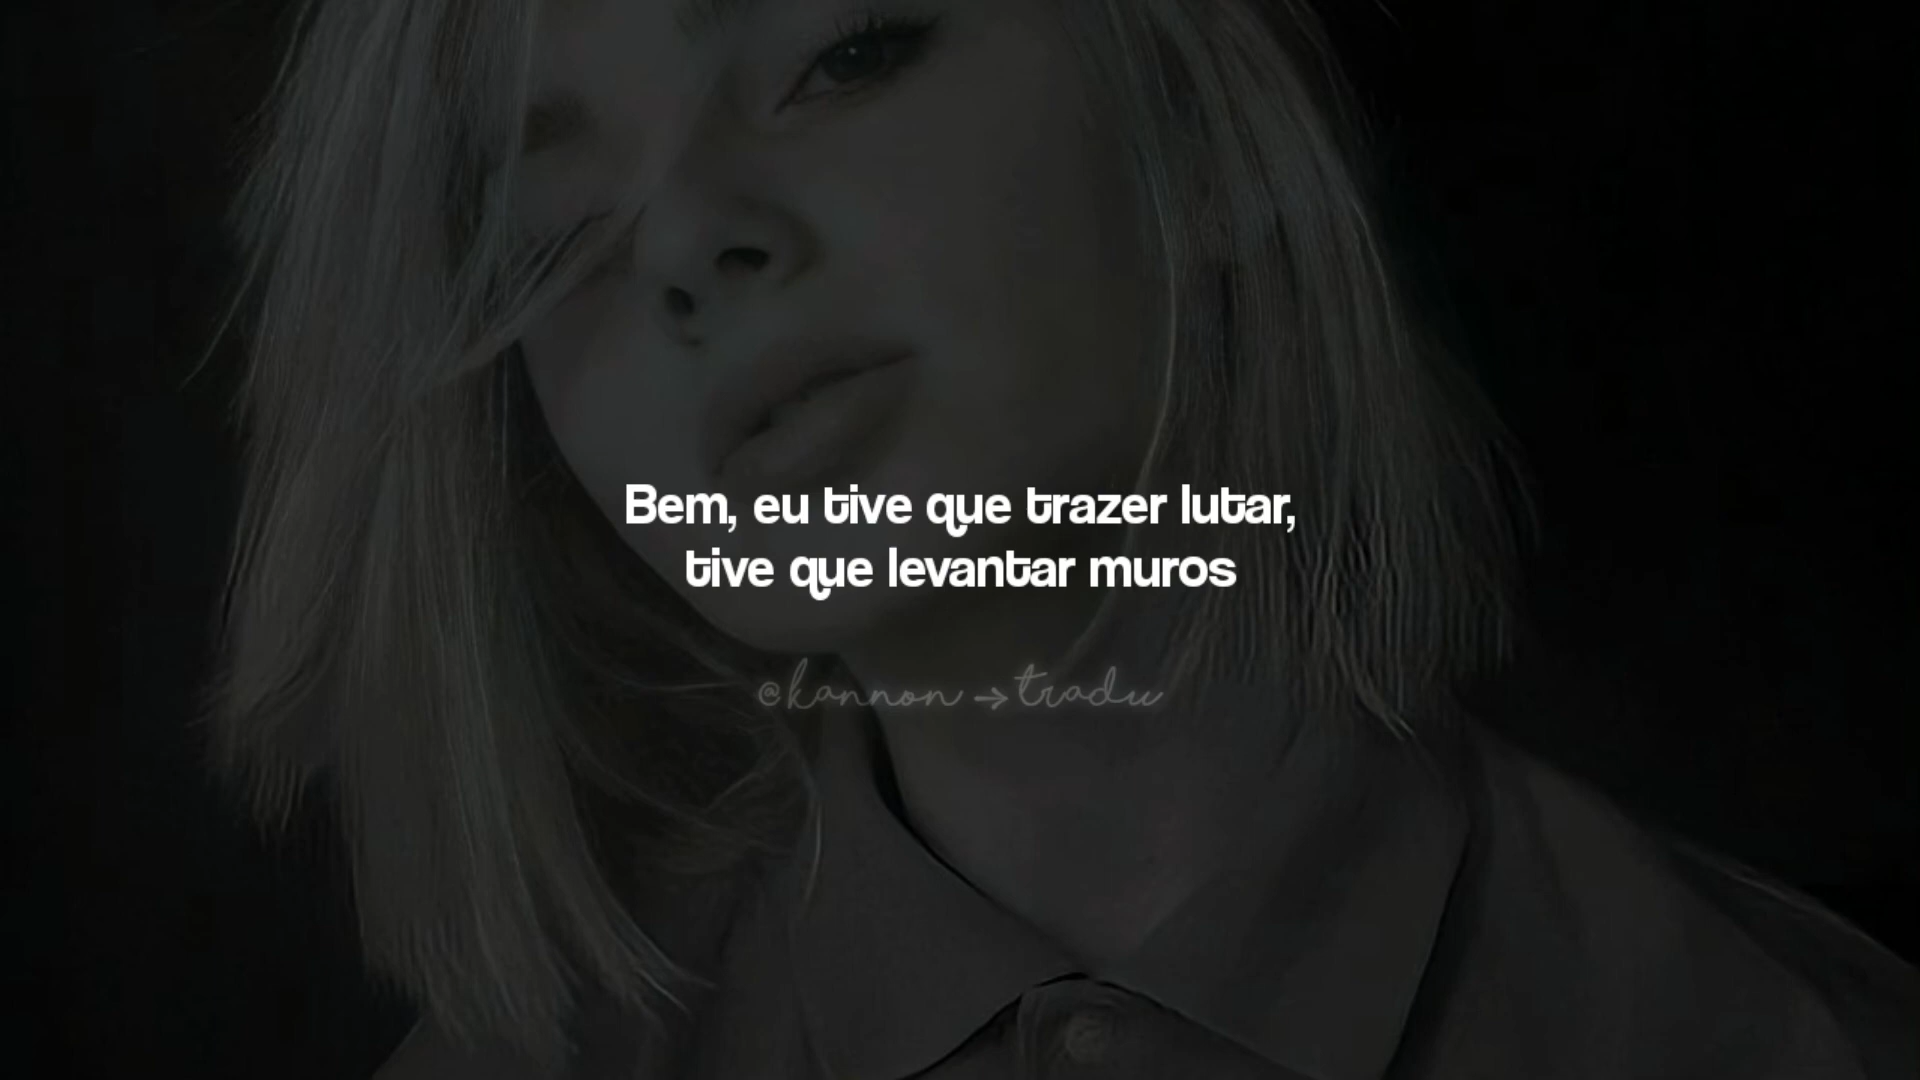 Bem, eu tive que trazer lutar,
tive que levantar muros
@kannon → tradu